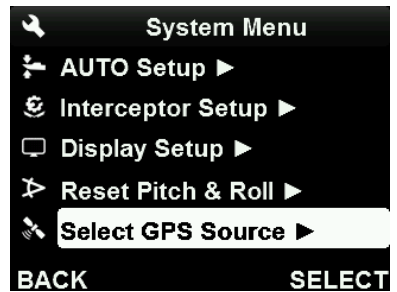 System Menu
AUTO Setup ►
Interceptor Setup ►
Display Setup ►
Reset Pitch & Roll ►
Select GPS Source ►
BACK SELECT